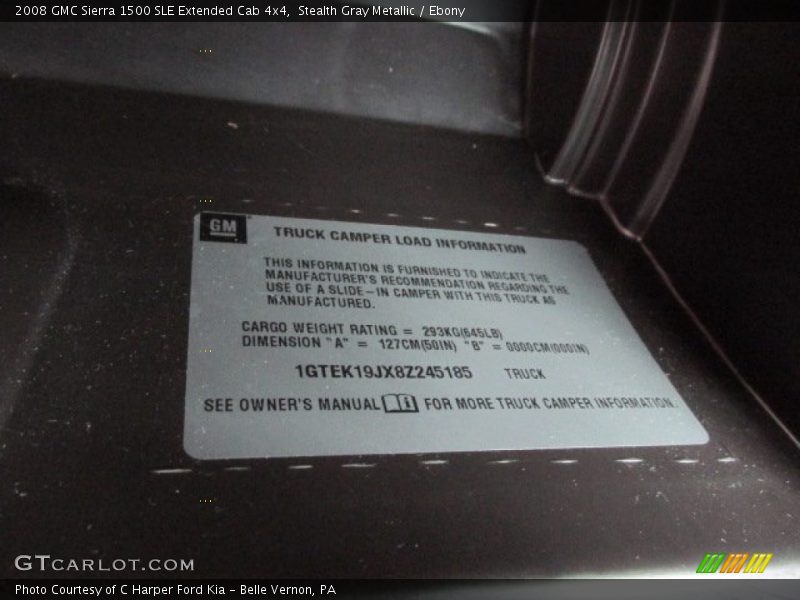 2008 GMC Sierra 1500 SLE Extended Cab 4x4, Stealth Gray Metallic / Ebony
GM
TRUCK CAMPER LOAD INFORMATION
THIS INFORMATION IS FURNISHED TO INDICATE THE
MANUFACTURER'S RECOMMENDATION REGARDING THE
USE OF A SLIDE-IN CAMPER WITH THIS TRUCK AS
MANUFACTURED.
CARGO WEIGHT RATING = 293KG(645LB)
DIMENSION "A" = 127CM(50IN) "B" = 0000CM(000IN)
1GTEK19JX8Z245185 TRUCK
SEE OWNER'S MANUAL FOR MORE TRUCK CAMPER INFORMATION.
GTCARLOT.COM
Photo Courtesy of C Harper Ford Kia - Belle Vernon, PA